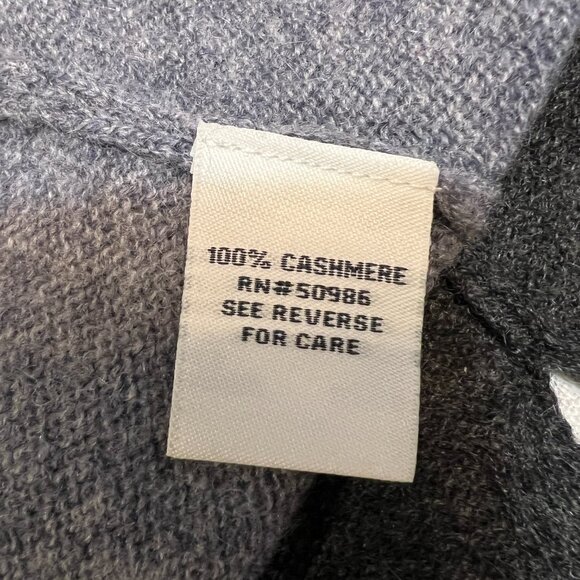 100% CASHMERE
RN#50986
SEE REVERSE
FOR CARE